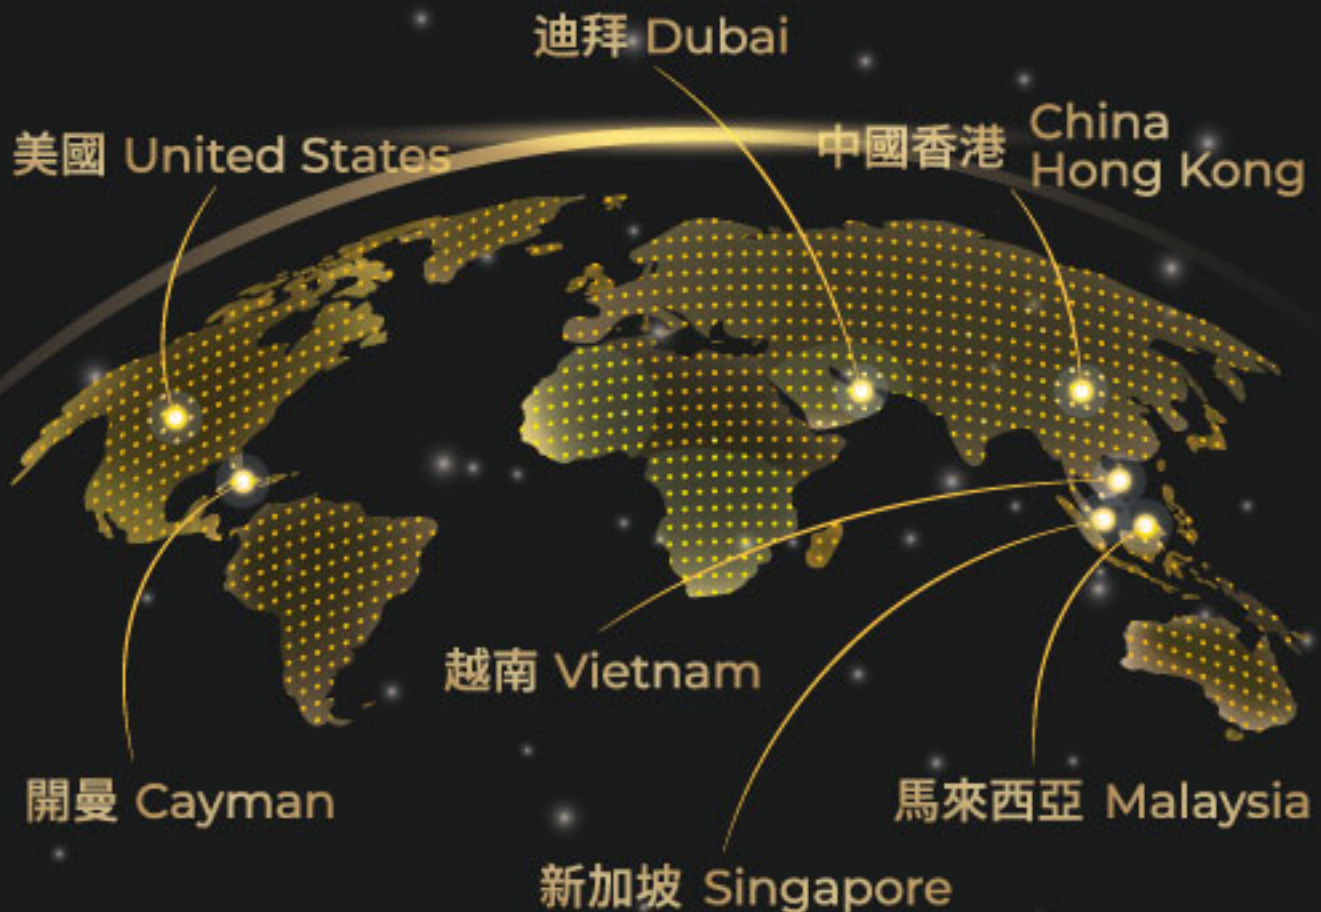 迪拜 Dubai
美國 United States
中國香港 China
Hong Kong
越南 Vietnam
開曼 Cayman
馬來西亞 Malaysia
新加坡 Singapore